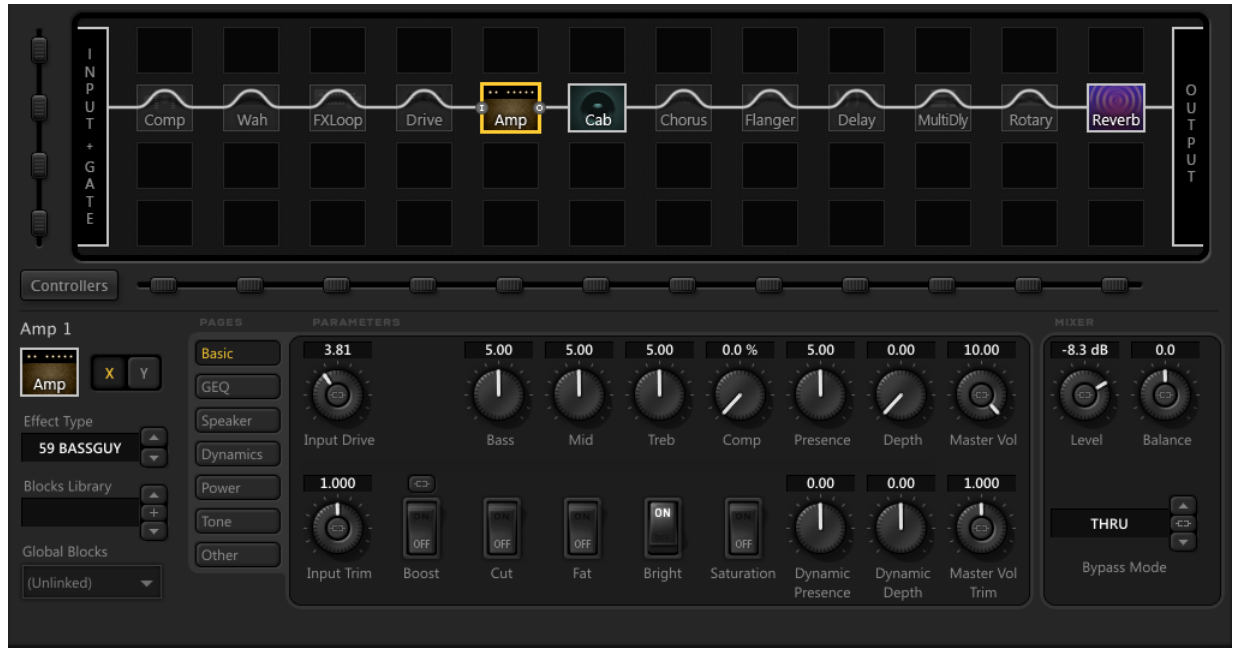 INPUT + GATE
Comp
Wah
FXLoop
Drive
I
Amp
O
Cab
Chorus
Flanger
Delay
MultiDly
Rotary
Reverb
OUTPUT
Controllers
Amp 1
Amp
X
Y
Effect Type
59 BASSGUY
Blocks Library
+
Global Blocks
(Unlinked)
PAGES
Basic
GEQ
Speaker
Dynamics
Power
Tone
Other
PARAMETERS
3.81 5.00 5.00 5.00 0.0 % 5.00 0.00 10.00
Input Drive Bass Mid Treb Comp Presence Depth Master Vol
1.000 0.00 0.00 1.000
ON ON ON ON ON
OFF OFF OFF OFF
Input Trim Boost Cut Fat Bright Saturation Dynamic Dynamic Master Vol
Presence Depth Trim
MIXER
-8.3 dB 0.0
Level Balance
THRU
Bypass Mode